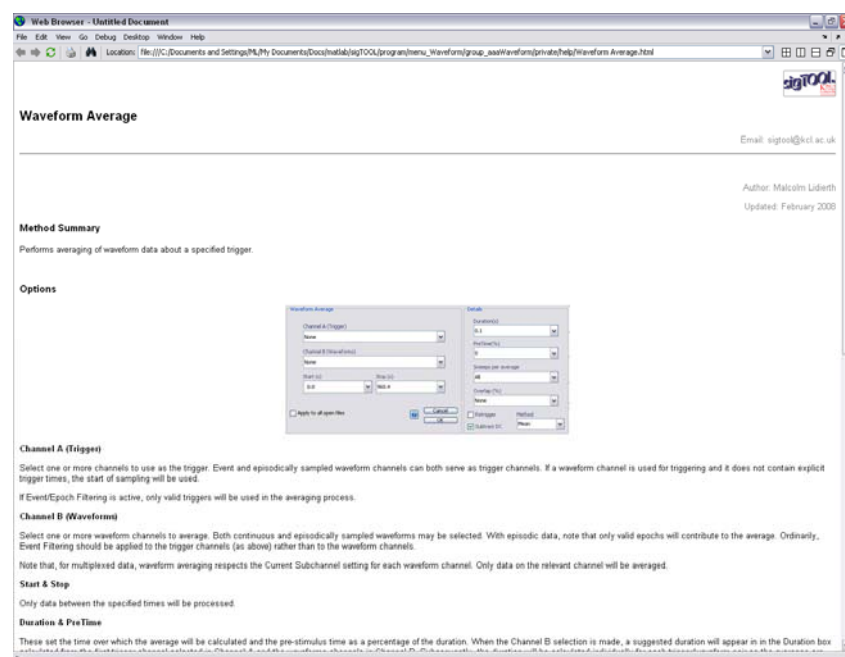 Web Browser - Untitled Document
File Edit View Go Debug Desktop Window Help
Location: file:///C:/Documents and Settings/ML/My Documents/Docs/matlab/sigTOOL/program/menu_Waveform/group_aaaWaveform/private/help/Waveform Average.html
sigTOOL
Waveform Average
Email: sigtool@kcl.ac.uk
Author: Malcolm Lidierth
Updated: February 2008
Method Summary
Performs averaging of waveform data about a specified trigger.
Options
Waveform Average
Details
Channel A (Trigger)
Duration(s)
None
0.1
PreTime(%)
Channel B (Waveforms)
0
None
Sweeps per average
Start (s)
Stop (s)
All
0.0
Overlap (%)
None
Apply to all open files
Cancel
OK
Retrigger
Method
Subtract DC
Mean
Channel A (Trigger)
Select one or more channels to use as the trigger. Event and episodically sampled waveform channels can both serve as trigger channels. If a waveform channel is used for triggering and it does not contain explicit
trigger times, the start of sampling will be used.
If Event/Epoch Filtering is active, only valid triggers will be used in the averaging process.
Channel B (Waveforms)
Select one or more waveform channels to average. Both continuous and episodically sampled waveforms may be selected. With episodic data, note that only valid epochs will contribute to the average. Ordinarily,
Event Filtering should be applied to the trigger channels (as above) rather than to the waveform channels.
Note that, for multiplexed data, waveform averaging respects the Current Subchannel setting for each waveform channel. Only data on the relevant channel will be averaged.
Start & Stop
Only data between the specified times will be processed.
Duration & PreTime
These set the time over which the average will be calculated and the pre-stimulus time as a percentage of the duration. When the Channel B selection is made, a suggested duration will appear in in the Duration box